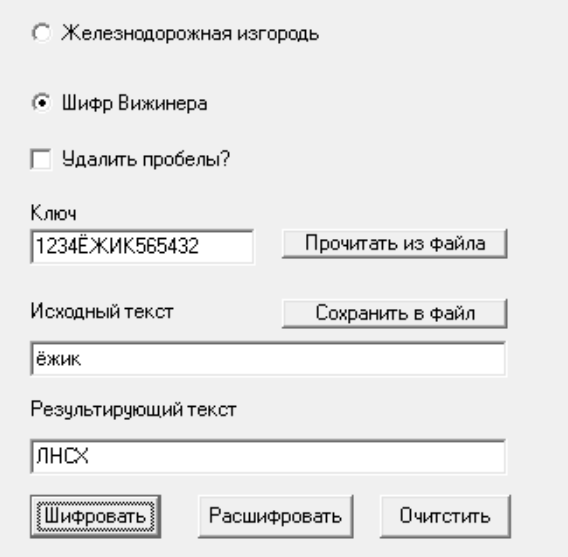 Железнодорожная изгородь
Шифр Вижинера
Удалить пробелы?
Ключ
1234ЁЖИК565432 Прочитать из файла
Исходный текст Сохранить в файл
ёжик
Результирующий текст
ЛНСХ
Шифровать Расшифровать Очитстить